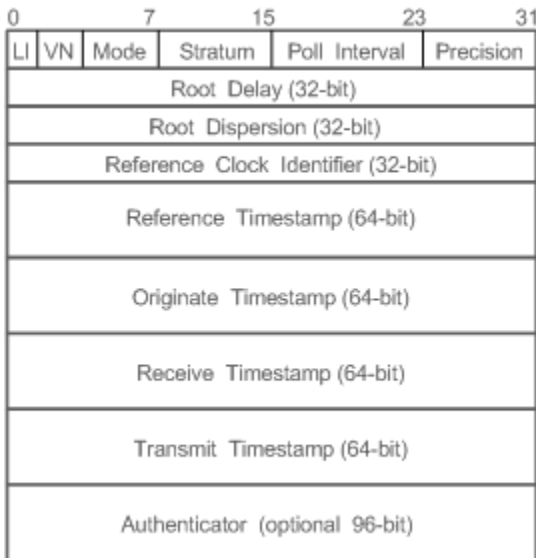 0 7 15 23 31
LI VN Mode Stratum Poll Interval Precision
Root Delay (32-bit)
Root Dispersion (32-bit)
Reference Clock Identifier (32-bit)
Reference Timestamp (64-bit)
Originate Timestamp (64-bit)
Receive Timestamp (64-bit)
Transmit Timestamp (64-bit)
Authenticator (optional 96-bit)